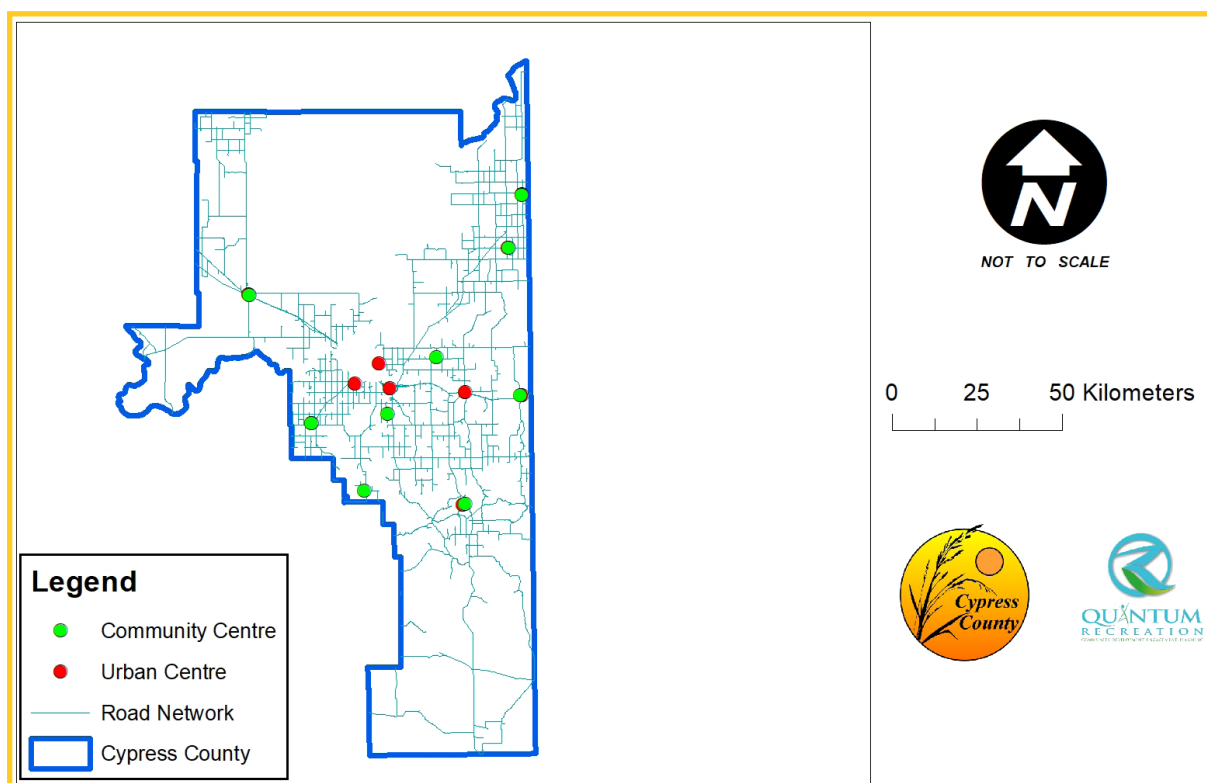 N
NOT TO SCALE
0 25 50 Kilometers
Legend
Community Centre
Urban Centre
Road Network
Cypress County
Cypress
County
QUANTUM
RECREATION